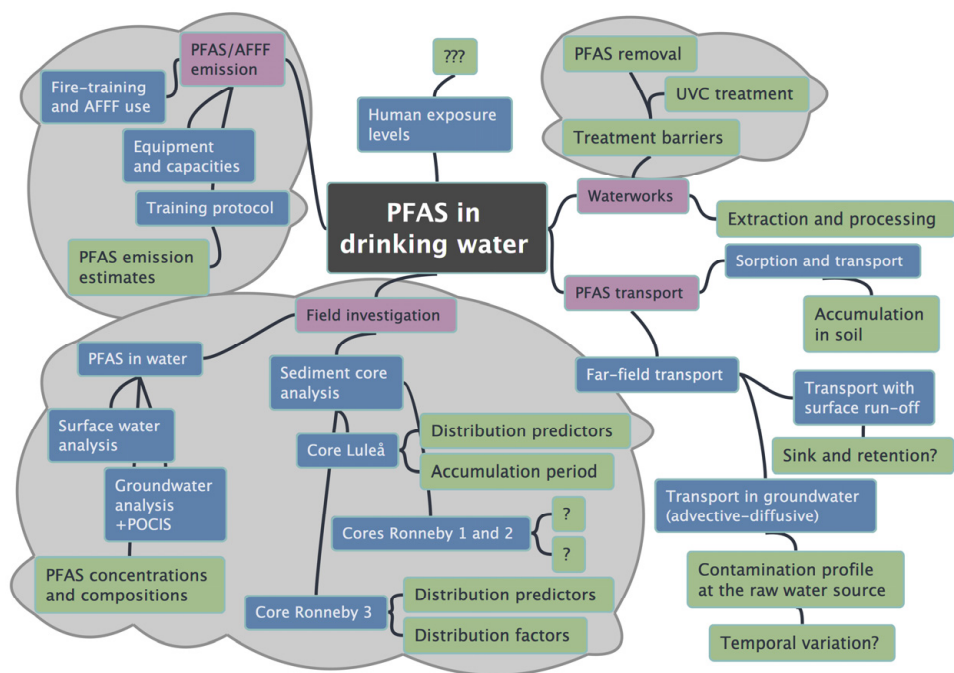 PFAS/AFFF
emission
Fire-training
and AFFF use
Equipment
and capacities
Training protocol
PFAS emission
estimates
???
Human exposure
levels
PFAS in
drinking water
PFAS removal
UVC treatment
Treatment barriers
Waterworks
Extraction and processing
PFAS transport
Sorption and transport
Accumulation
in soil
Far-field transport
Transport with
surface run-off
Sink and retention?
Transport in groundwater
(advective-diffusive)
Contamination profile
at the raw water source
Temporal variation?
Field investigation
PFAS in water
Surface water
analysis
Groundwater
analysis
+POCIS
PFAS concentrations
and compositions
Sediment core
analysis
Core Luleå
Distribution predictors
Accumulation period
Cores Ronneby 1 and 2
?
?
Core Ronneby 3
Distribution predictors
Distribution factors